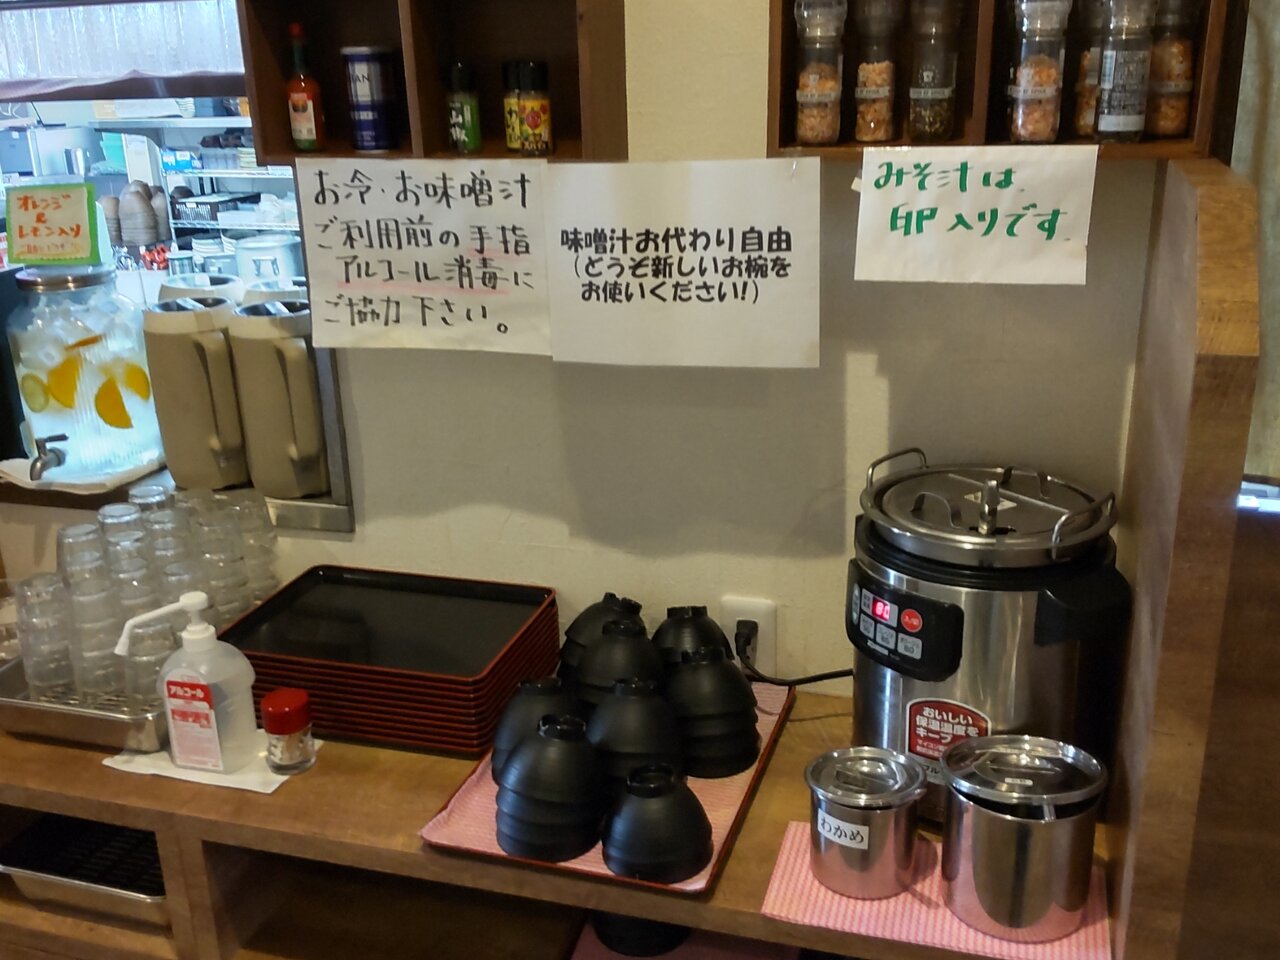 オレンジ
&
レモン入り
お冷・お味噌汁
ご利用前の手指
アルコール消毒に
ご協力下さい。
味噌汁お代わり自由
(どうぞ新しいお椀を
お使いください!)
みそ汁は、
卵入りです。
アルコール
80
おいしい
保温温度を
キープ
わかめ